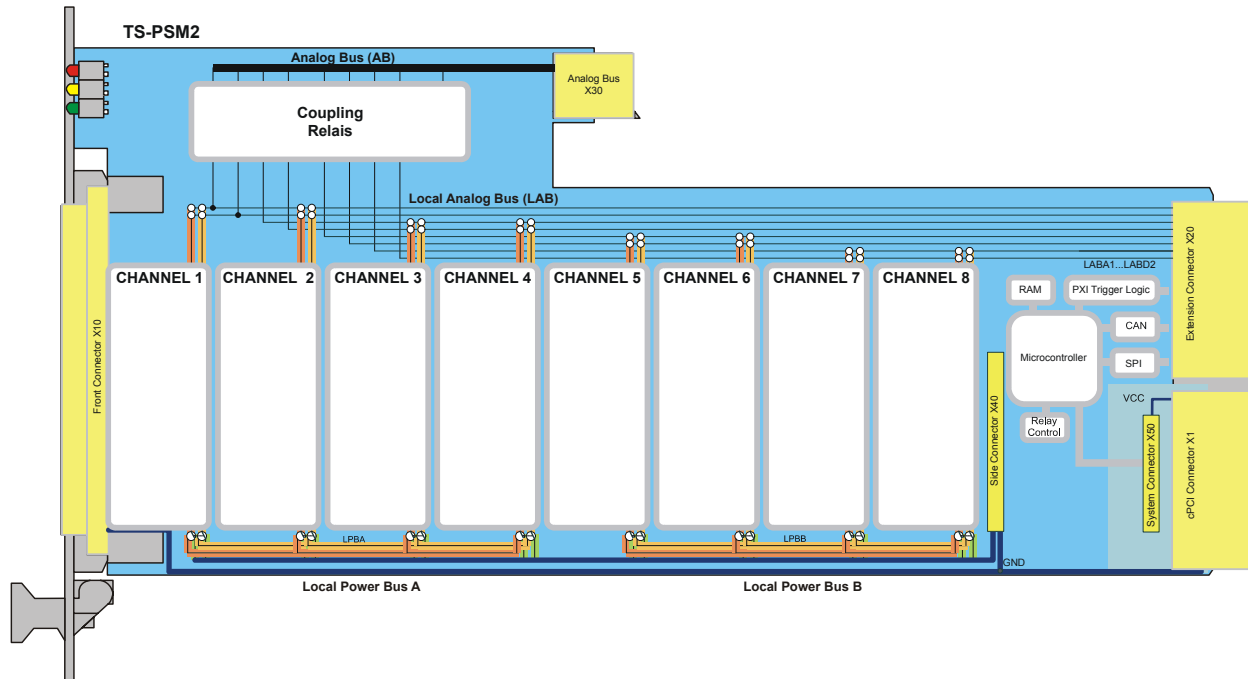 TS-PSM2
Analog Bus (AB)
Analog Bus
X30
Coupling
Relais
Local Analog Bus (LAB)
CHANNEL 1
CHANNEL 2
CHANNEL 3
CHANNEL 4
CHANNEL 5
CHANNEL 6
CHANNEL 7
CHANNEL 8
LABA1...LABD2
RAM
PXI Trigger Logic
CAN
Microcontroller
SPI
Relay
Control
VCC
Front Connector X10
Side Connector X40
System Connector X50
Extension Connector X20
cPCI Connector X1
LPBA
LPBB
GND
Local Power Bus A
Local Power Bus B